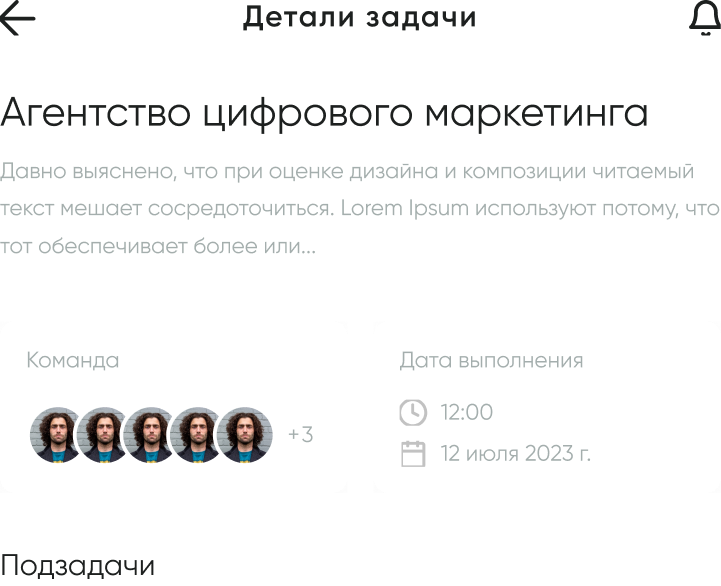 Детали задачи
Агентство цифрового маркетинга
Давно выяснено, что при оценке дизайна и композиции читаемый
текст мешает сосредоточиться. Lorem Ipsum используют потому, что
тот обеспечивает более или...
Команда
+3
Дата выполнения
12:00
12 июля 2023 г.
Подзадачи